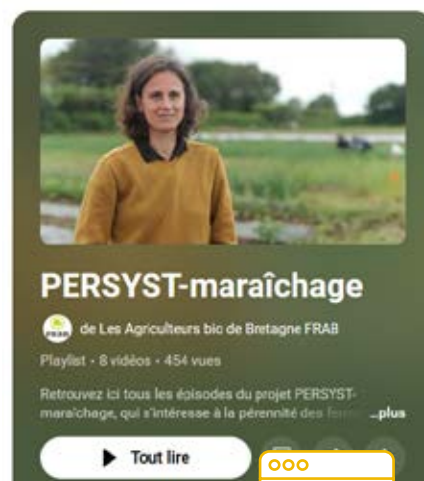 PERSYST-maraîchage
de Les Agriculteurs bio de Bretagne FRAB
Playlist • 8 vidéos • 454 vues
Retrouvez ici tous les épisodes du projet PERSYST-
maraîchage, qui s'intéresse à la pérennité des ...plus
Tout lire